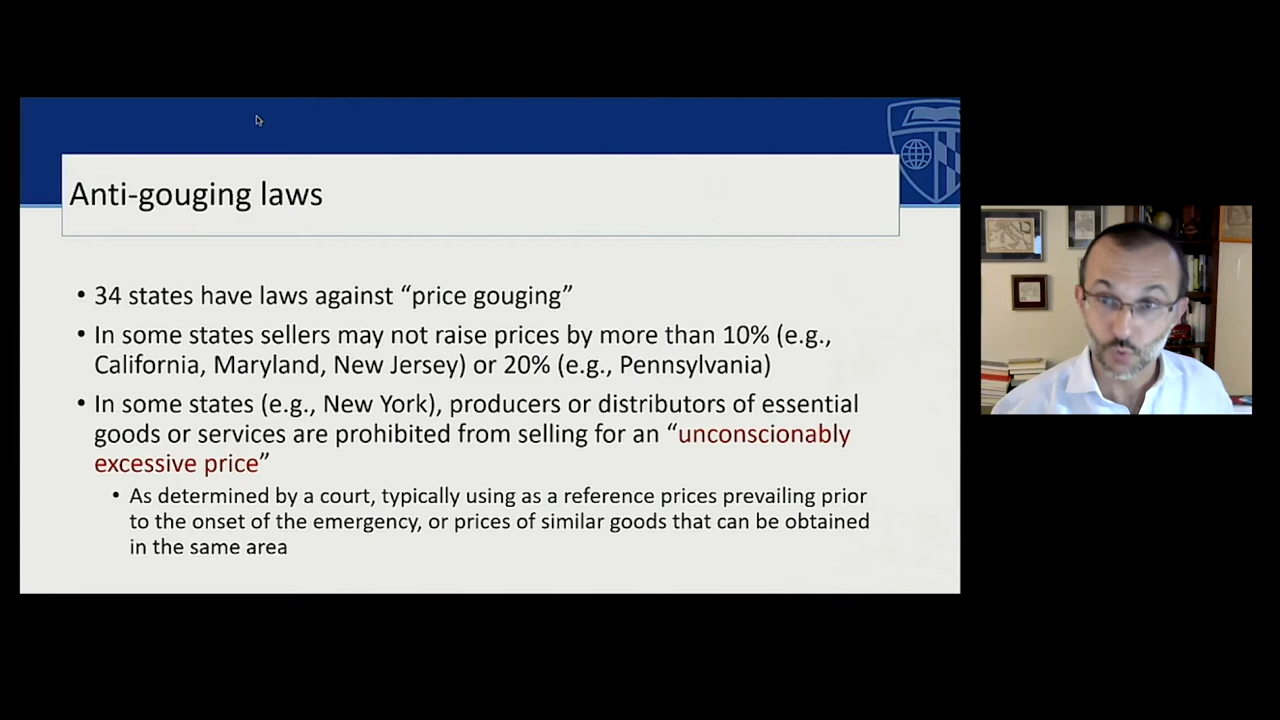 Anti-gouging laws
• 34 states have laws against “price gouging”
• In some states sellers may not raise prices by more than 10% (e.g.,
California, Maryland, New Jersey) or 20% (e.g., Pennsylvania)
• In some states (e.g., New York), producers or distributors of essential
goods or services are prohibited from selling for an “unconscionably
excessive price”
• As determined by a court, typically using as a reference prices prevailing prior
to the onset of the emergency, or prices of similar goods that can be obtained
in the same area